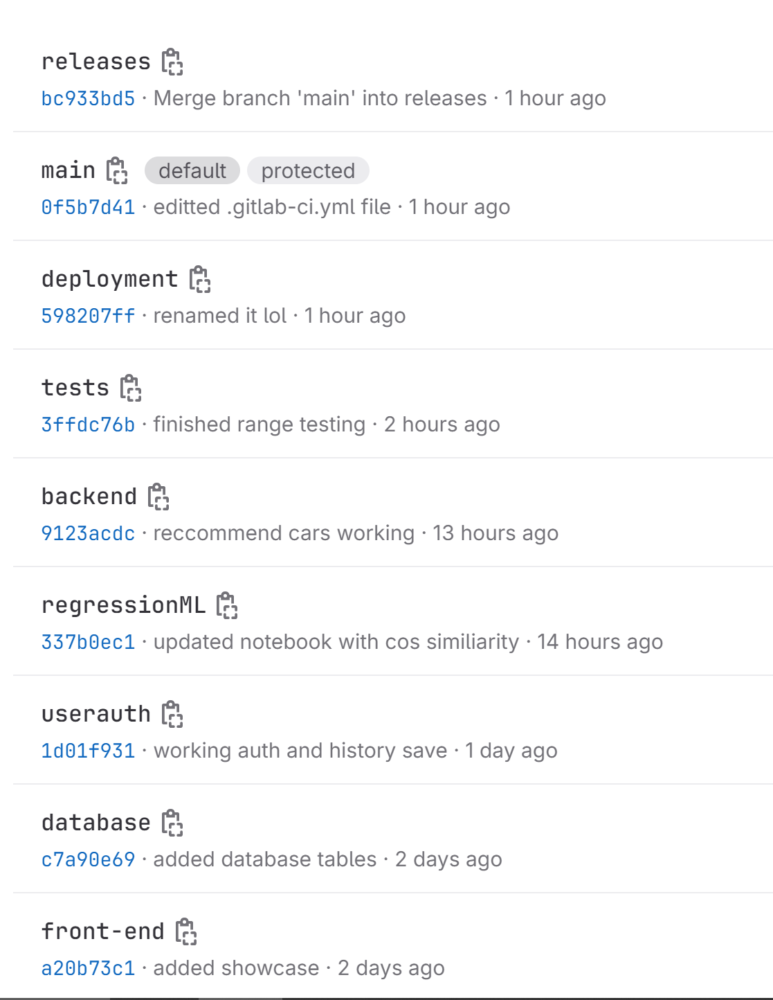 releases
bc933bd5 · Merge branch 'main' into releases · 1 hour ago
main default protected
0f5b7d41 · editted .gitlab-ci.yml file · 1 hour ago
deployment
598207ff · renamed it lol · 1 hour ago
tests
3ffdc76b · finished range testing · 2 hours ago
backend
9123acdc · reccommend cars working · 13 hours ago
regressionML
337b0ec1 · updated notebook with cos similiarity · 14 hours ago
userauth
1d01f931 · working auth and history save · 1 day ago
database
c7a90e69 · added database tables · 2 days ago
front-end
a20b73c1 · added showcase · 2 days ago